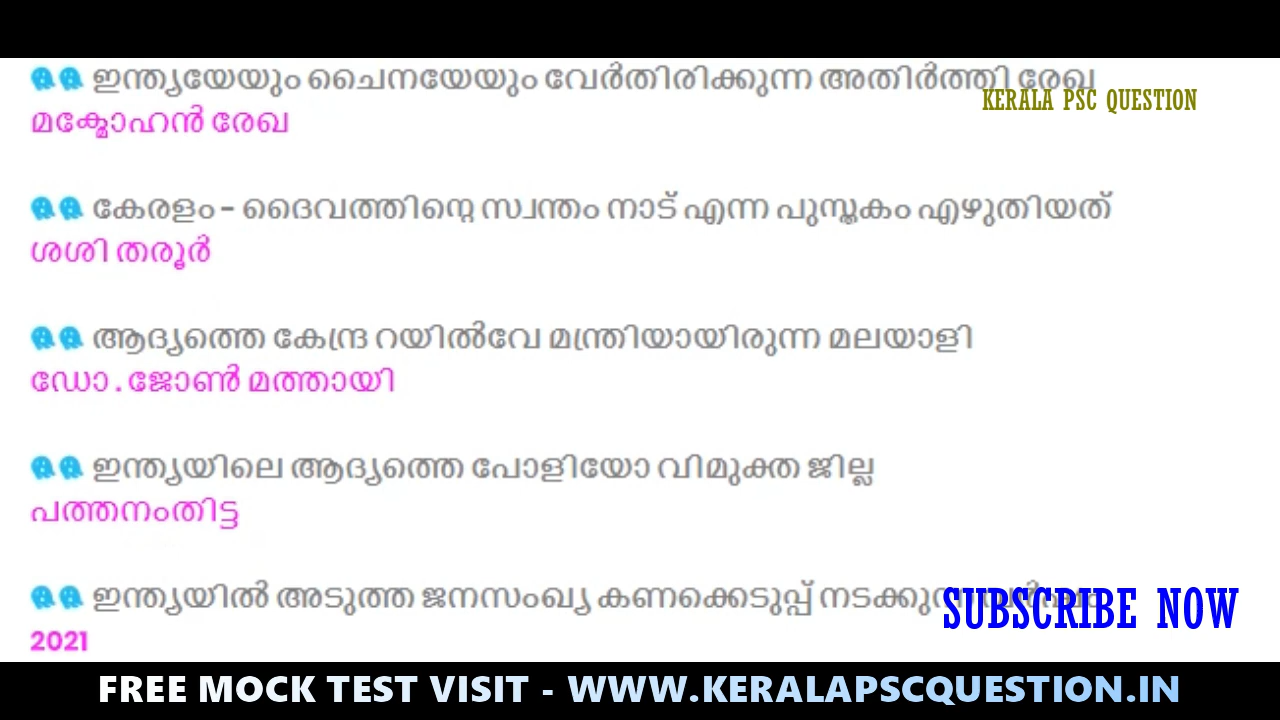 ഇന്ത്യയേയും ചൈനയേയും വേർതിരിക്കുന്ന അതിർത്തി രേഖ
KERALA PSC QUESTION
മക്മോഹൻ രേഖ
കേരളം - ദൈവത്തിന്റെ സ്വന്തം നാട് എന്ന പുസ്തകം എഴുതിയത്
ശശി തരൂർ
ആദ്യത്തെ കേന്ദ്ര റയിൽവേ മന്ത്രിയായിരുന്ന മലയാളി
ഡോ . ജോൺ മത്തായി
ഇന്ത്യയിലെ ആദ്യത്തെ പോളിയോ വിമുക്ത ജില്ല
പത്തനംതിട്ട
ഇന്ത്യയിൽ അടുത്ത ജനസംഖ്യ കണക്കെടുപ്പ്
SUBSCRIBE NOW
2021
FREE MOCK TEST VISIT - WWW.KERALAPSCQUESTION.IN